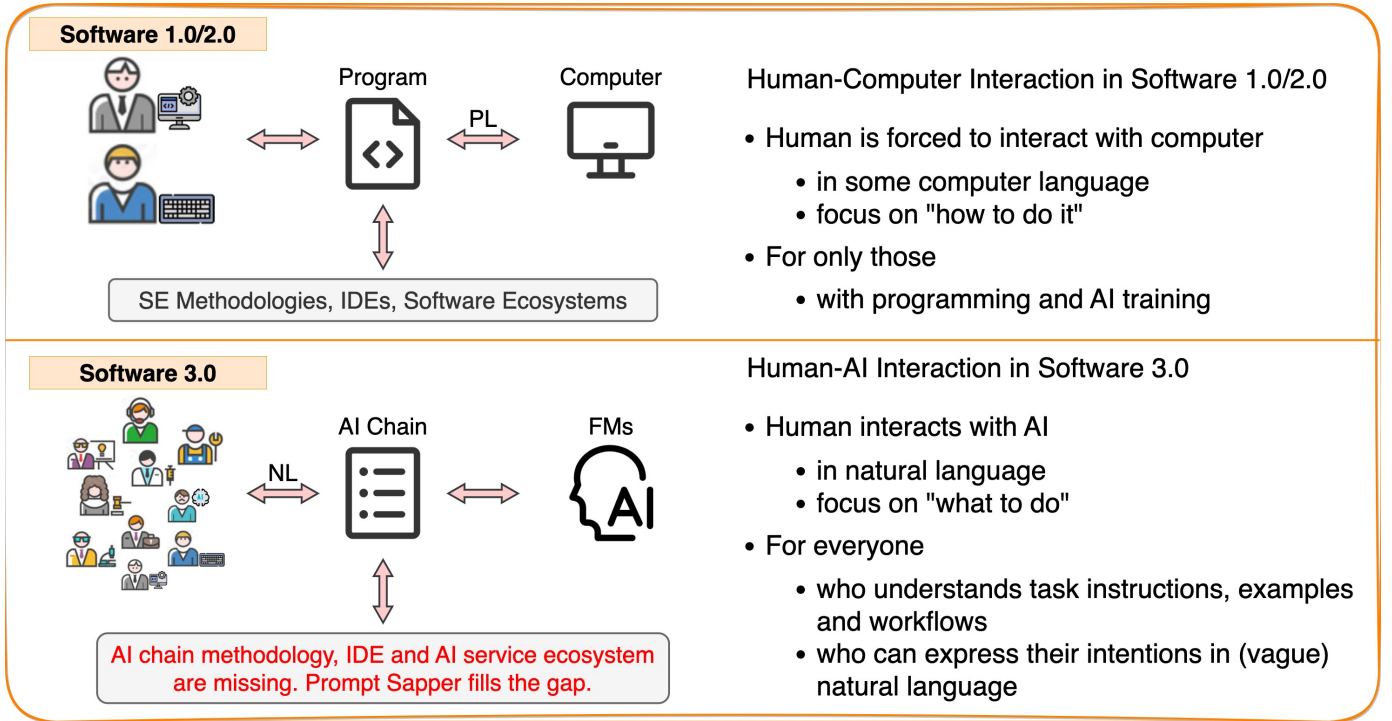 Software 1.0/2.0
Program
Computer
PL
SE Methodologies, IDEs, Software Ecosystems
Human-Computer Interaction in Software 1.0/2.0
• Human is forced to interact with computer
• in some computer language
• focus on "how to do it"
• For only those
• with programming and AI training
Software 3.0
AI Chain
FMs
NL
AI
AI
AI chain methodology, IDE and AI service ecosystem
are missing. Prompt Sapper fills the gap.
Human-AI Interaction in Software 3.0
• Human interacts with AI
• in natural language
• focus on "what to do"
• For everyone
• who understands task instructions, examples
and workflows
• who can express their intentions in (vague)
natural language